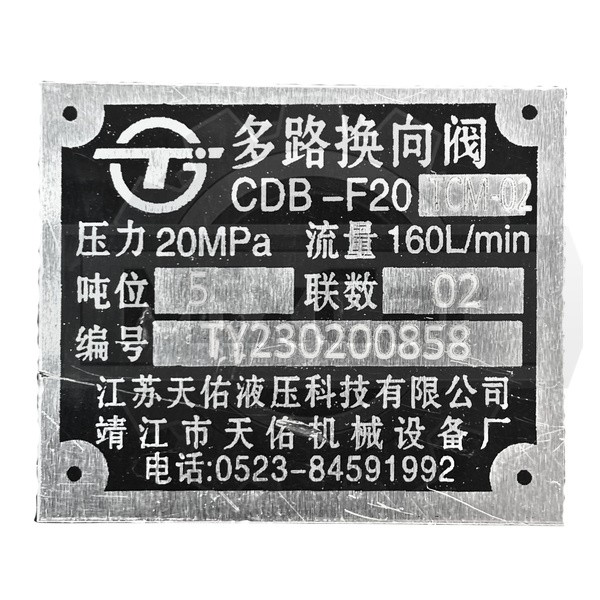 多路换向阀
CDB-F20 TCM-02
压力 20MPa 流量 160L/min
吨位 5 联数 02
编号 TY230200858
江苏天佑液压科技有限公司
靖江市天佑机械设备厂
电话:0523-84591992